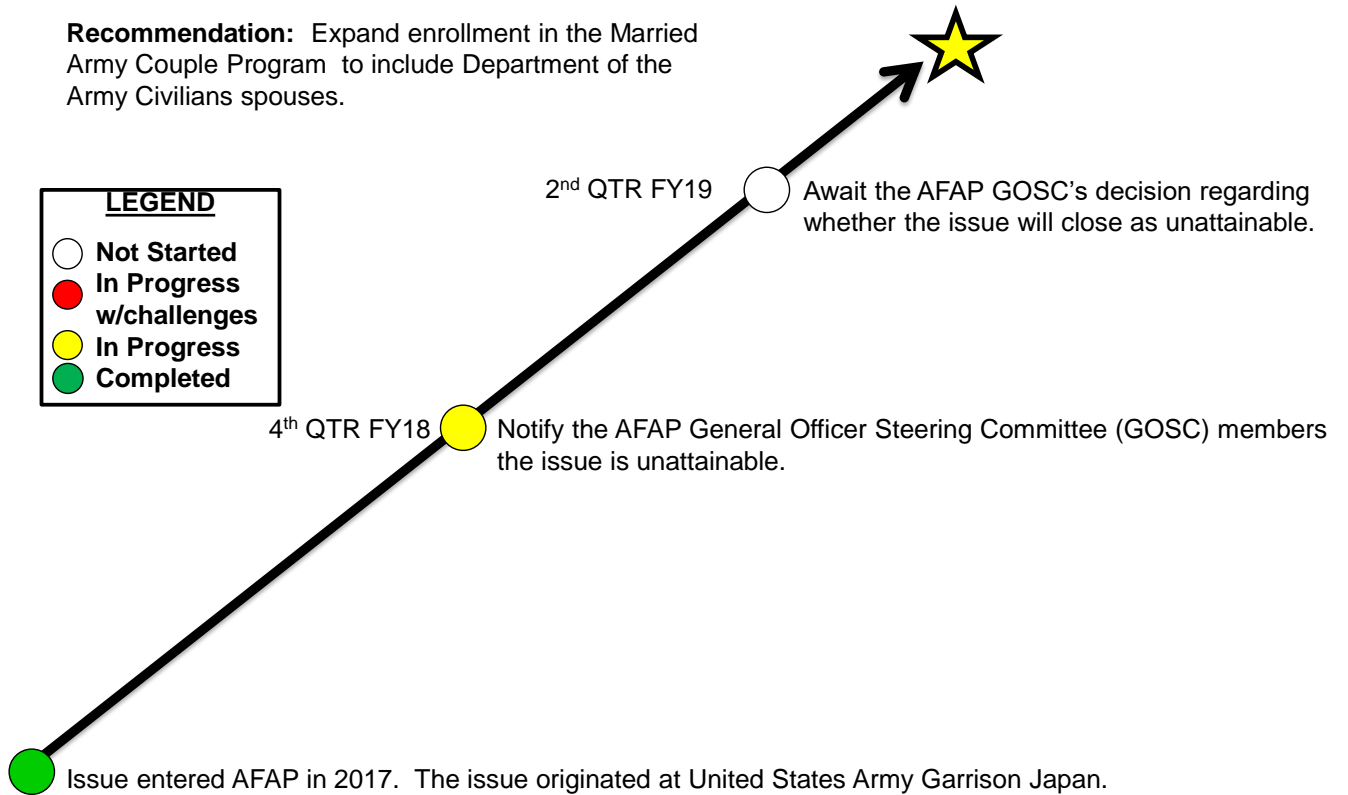 Recommendation:  Expand enrollment in the Married
Army Couple Program  to include Department of the
Army Civilians spouses.
2nd QTR FY19
Await the AFAP GOSC’s decision regarding
whether the issue will close as unattainable.
LEGEND
Not Started
In Progress
w/challenges
In Progress
Completed
4th QTR FY18
Notify the AFAP General Officer Steering Committee (GOSC) members
the issue is unattainable.
Issue entered AFAP in 2017.  The issue originated at United States Army Garrison Japan.